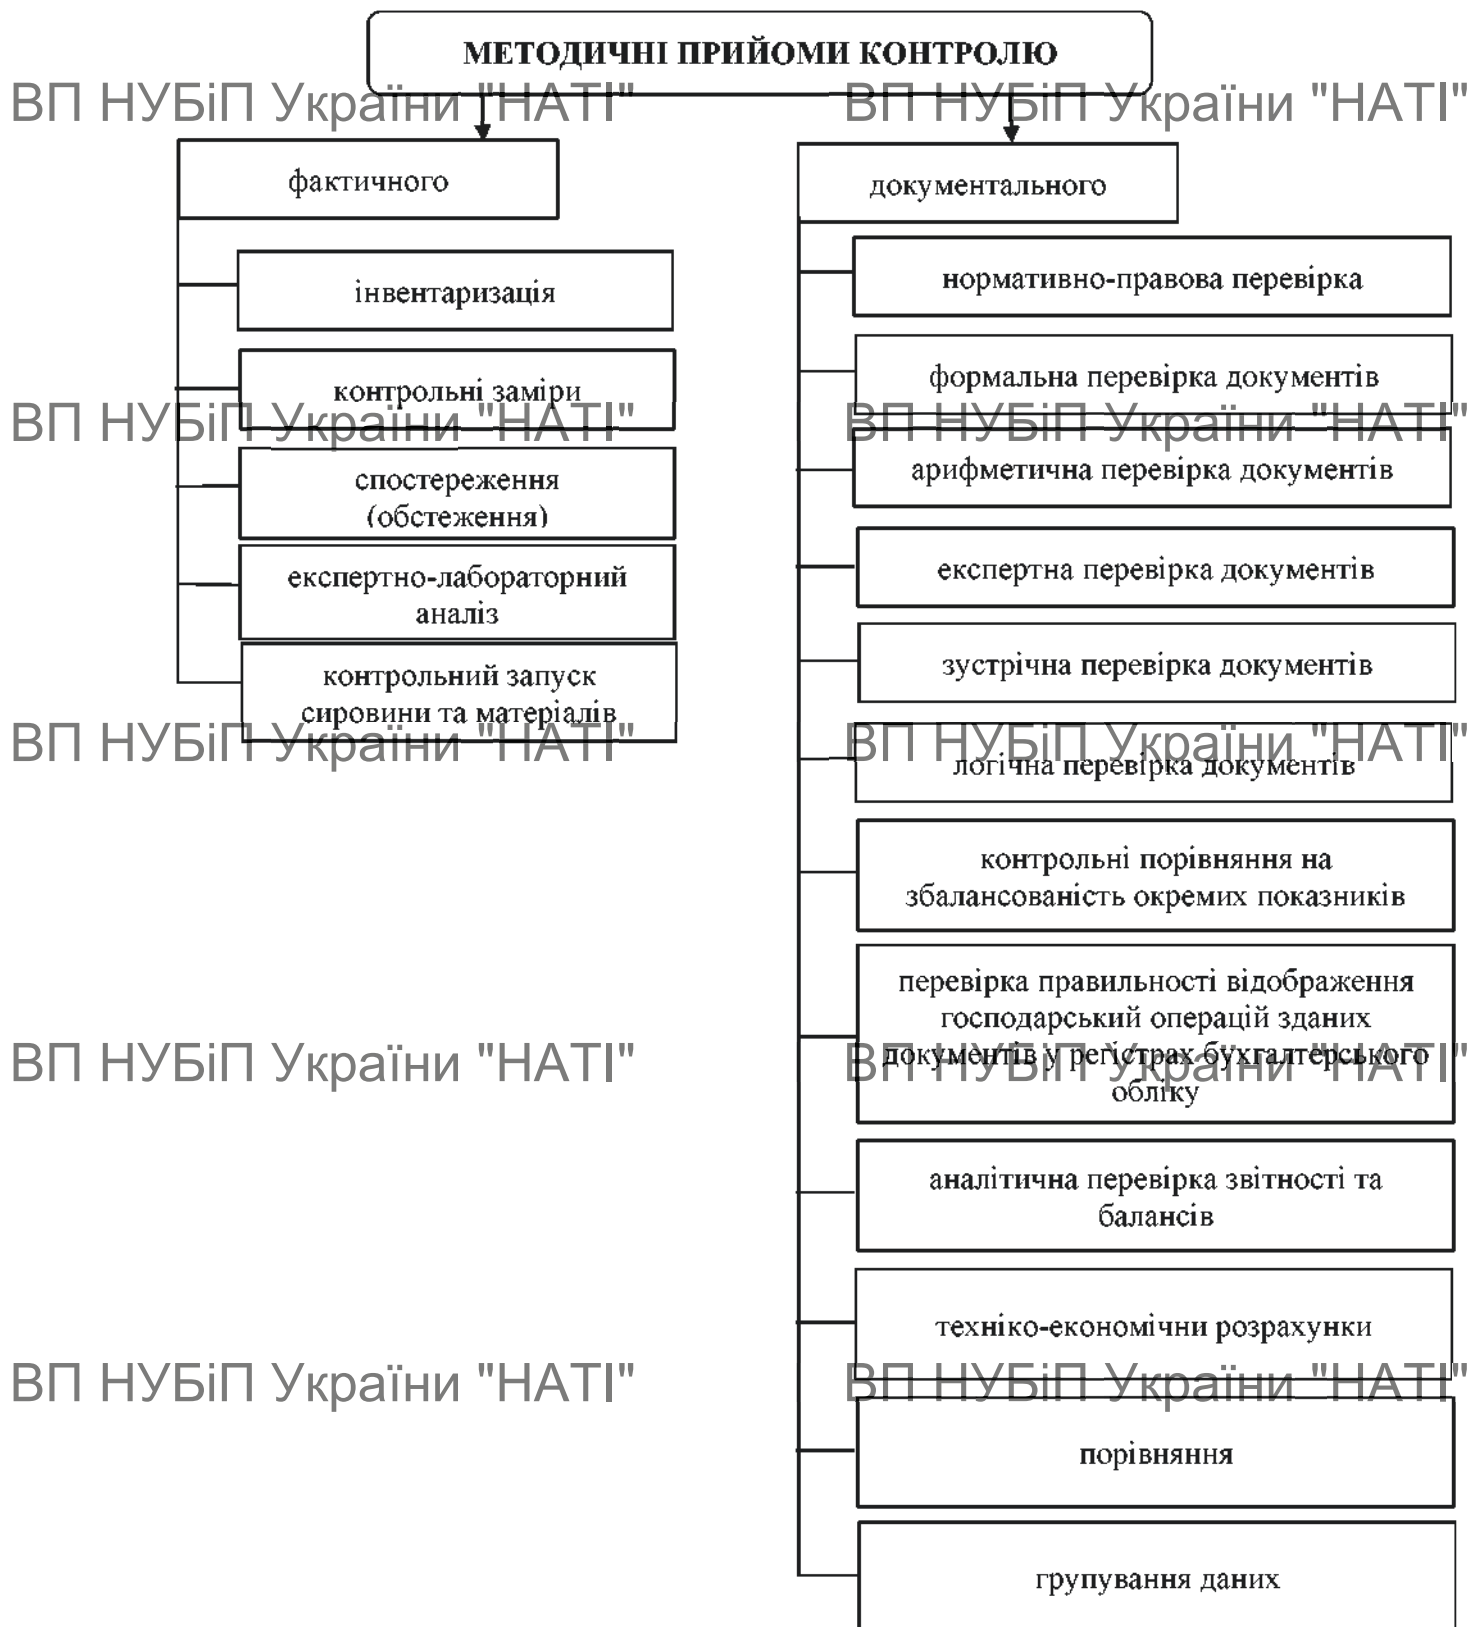 МЕТОДИЧНІ ПРИЙОМИ КОНТРОЛЮ
ВП НУБіП України "НАТІ"
ВП НУБіП України "НАТІ"
фактичного
інвентаризація
контрольні заміри
ВП НУБіП України "НАТІ"
спостереження
(обстеження)
експертно-лабораторний
аналіз
контрольний запуск
сировини та матеріалів
ВП НУБіП України "НАТІ"
документального
нормативно-правова перевірка
формальна перевірка документів
ВП НУБіП України "НАТІ"
арифметична перевірка документів
експертна перевірка документів
зустрічна перевірка документів
ВП НУБіП України "НАТІ"
логічна перевірка документів
контрольні порівняння на
збалансованість окремих показників
перевірка правильності відображення
господарський операцій зданих
документів у регістрах бухгалтерського
обліку
ВП НУБіП України "НАТІ"
ВП НУБіП України "НАТІ"
аналітична перевірка звітності та
балансів
техніко-економічни розрахунки
ВП НУБіП України "НАТІ"
ВП НУБіП України "НАТІ"
порівняння
групування даних